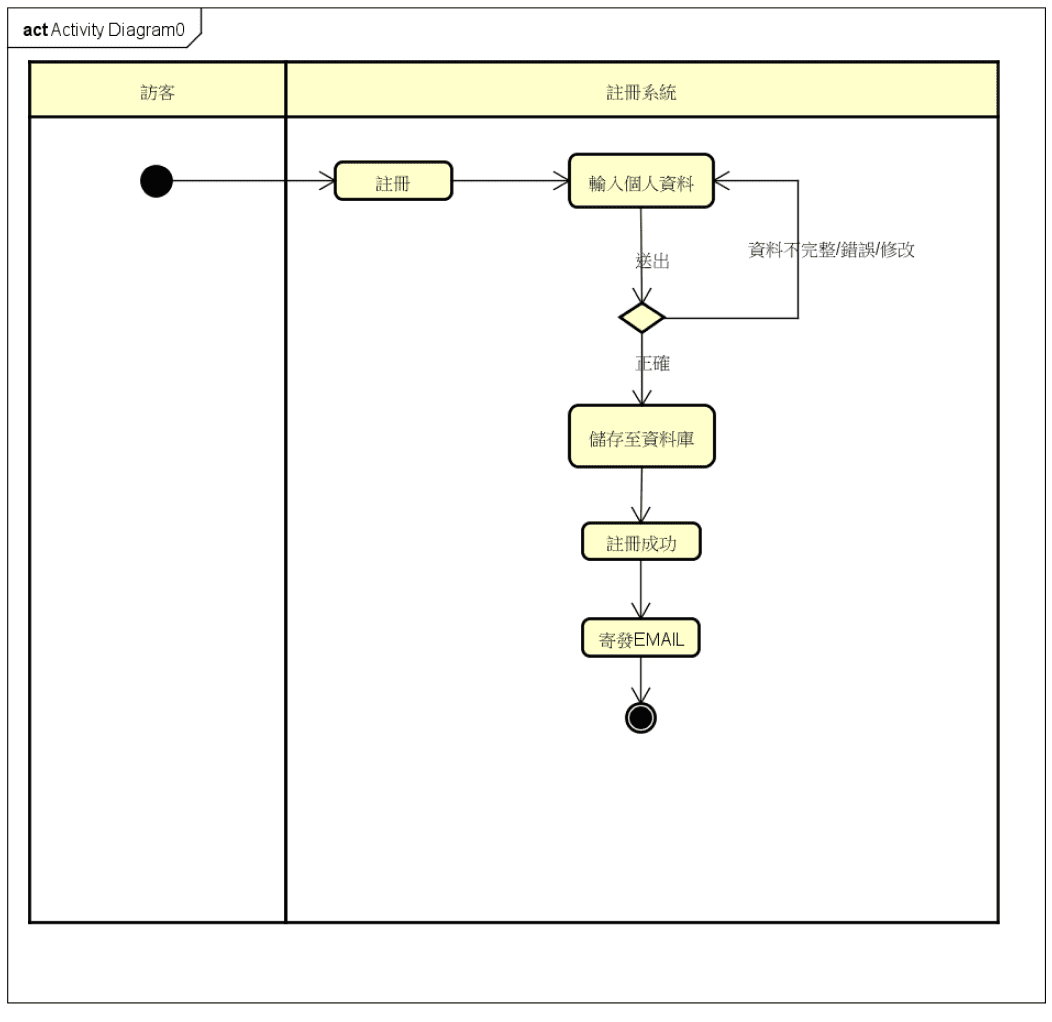 act Activity Diagram0
訪客
註冊系統
註冊
輸入個人資料
送出
資料不完整/錯誤/修改
正確
儲存至資料庫
註冊成功
寄發EMAIL